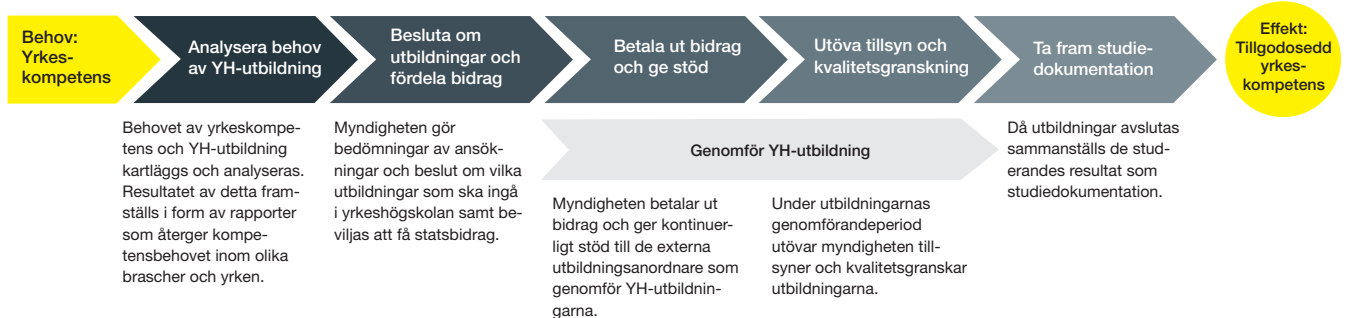 Behov:
Yrkes-
kompetens
Analysera behov
av YH-utbildning
Besluta om
utbildningar och
fördela bidrag
Betala ut bidrag
och ge stöd
Utöva tillsyn och
kvalitetsgranskning
Ta fram studie-
dokumentation
Effekt:
Tillgodosedd
yrkes-
kompetens
Behovet av yrkeskompe-
tens och YH-utbildning
kartläggs och analyseras.
Resultatet av detta fram-
ställs i form av rapporter
som återger kompe-
tensbehovet inom olika
brascher och yrken.
Myndigheten gör
bedömningar av ansök-
ningar och beslut om vilka
utbildningar som ska ingå
i yrkeshögskolan samt be-
viljas att få statsbidrag.
Genomför YH-utbildning
Myndigheten betalar ut
bidrag och ger kontinuer-
ligt stöd till de externa
utbildningsanordnare som
genomför YH-utbildnin-
garna.
Under utbildningarnas
genomförandeperiod
utövar myndigheten till-
syner och kvalitetsgranskar
utbildningarna.
Då utbildningar avslutas
sammanställs de stud-
erandes resultat som
studiedokumentation.